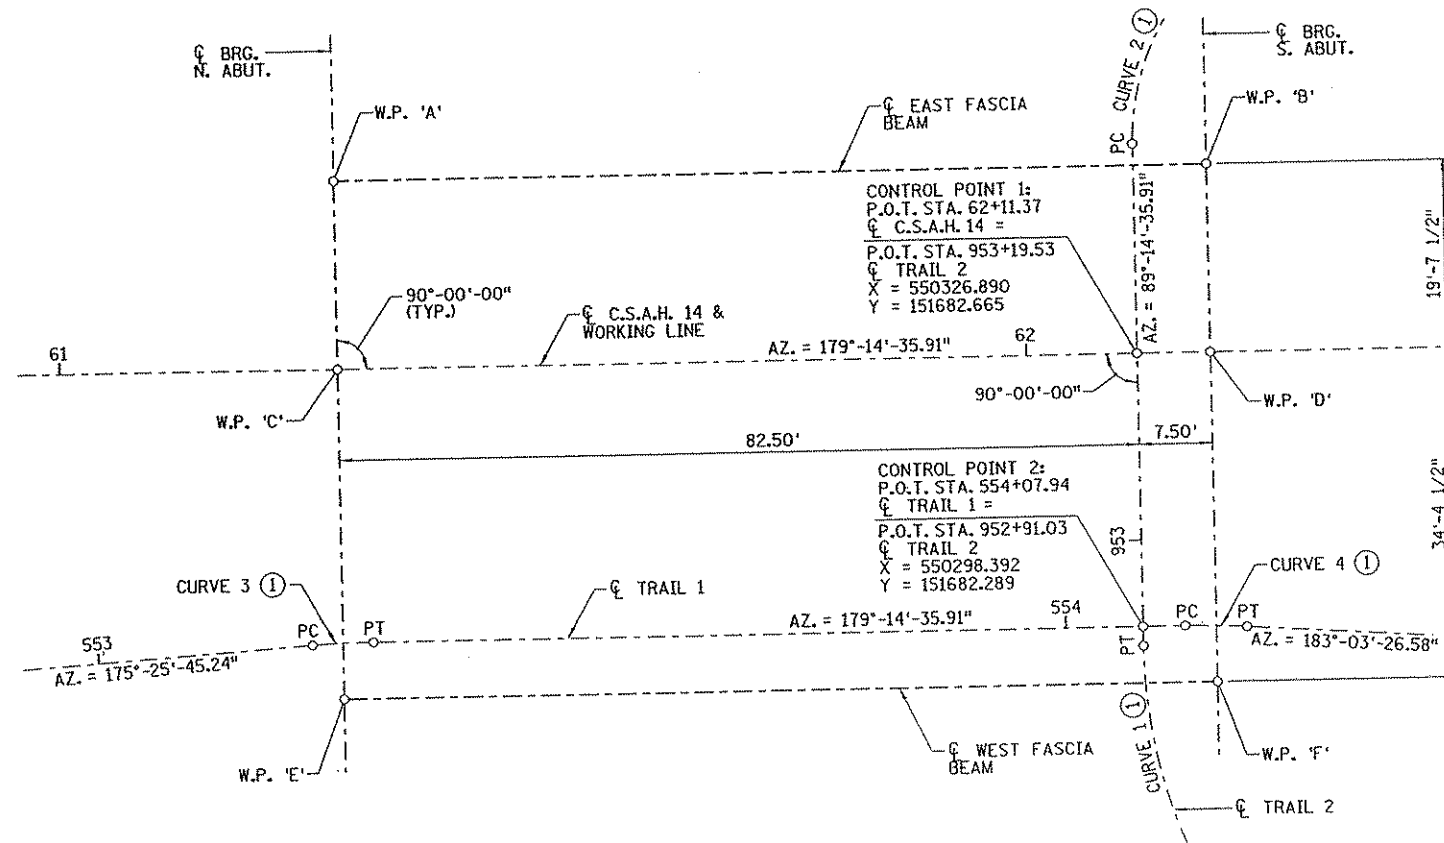 ℄ BRG.
N. ABUT.
W.P. 'A'
℄ EAST FASCIA
BEAM
CURVE 2 ①
PC
℄ BRG.
S. ABUT.
W.P. 'B'
CONTROL POINT 1:
P.O.T. STA. 62+11.37
℄ C.S.A.H. 14 =
P.O.T. STA. 953+19.53
℄ TRAIL 2
X = 550326.890
Y = 151682.665
AZ. = 89°-14'-35.91"
19'-7 1/2"
90°-00'-00"
(TYP.)
℄ C.S.A.H. 14 &
WORKING LINE
61
AZ. = 179°-14'-35.91"
62
90°-00'-00"
W.P. 'C'
W.P. 'D'
82.50'
7.50'
CONTROL POINT 2:
P.O.T. STA. 554+07.94
℄ TRAIL 1 =
P.O.T. STA. 952+91.03
℄ TRAIL 2
X = 550298.392
Y = 151682.289
953
34'-4 1/2"
CURVE 3 ①
℄ TRAIL 1
CURVE 4 ①
553
PC
PT
AZ. = 179°-14'-35.91"
554
PC
PT
PT
AZ. = 175°-25'-45.24"
AZ. = 183°-03'-26.58"
W.P. 'E'
℄ WEST FASCIA
BEAM
CURVE 1 ①
W.P. 'F'
℄ TRAIL 2